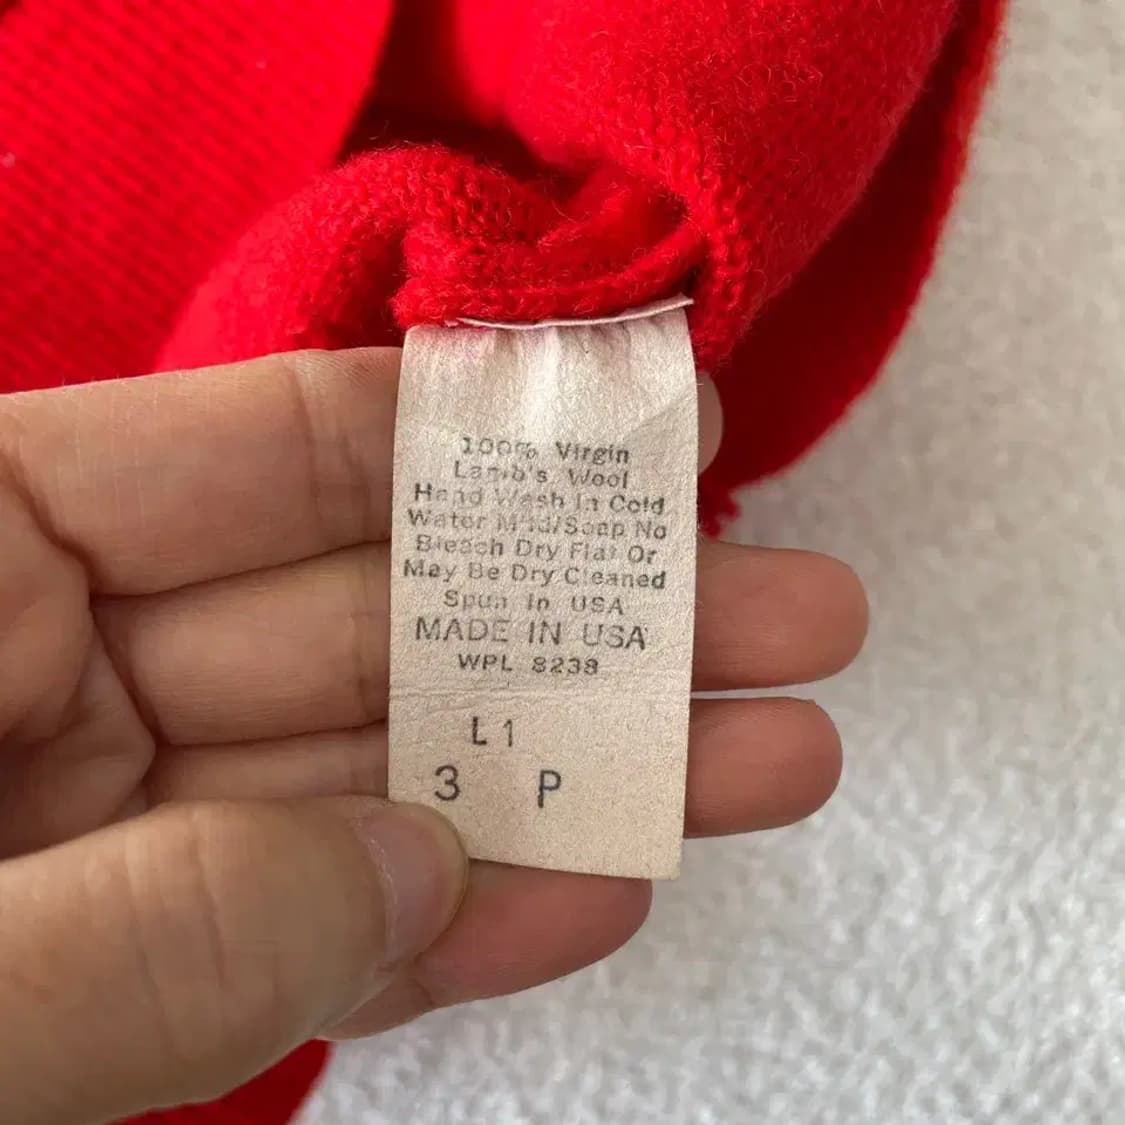 100% Virgin
Lamb's Wool
Hand Wash In Cold
Water Mild/Soap No
Bleach Dry Flat Or
May Be Dry Cleaned
Spun In USA
MADE IN USA
WPL 8238
L1
3 P